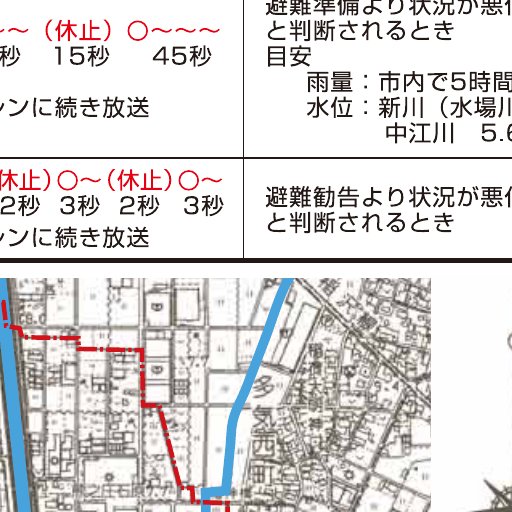 ～～（休止）○～～～
秒　15秒　　45秒
ンに続き放送
避難準備より状況が悪
と判断されるとき
目安
雨量：市内で5時間
水位：新川（水場川
中江川　5.6
休止）○～（休止）○～
2秒　3秒　2秒　3秒
ンに続き放送
避難勧告より状況が悪
と判断されるとき
多気西町